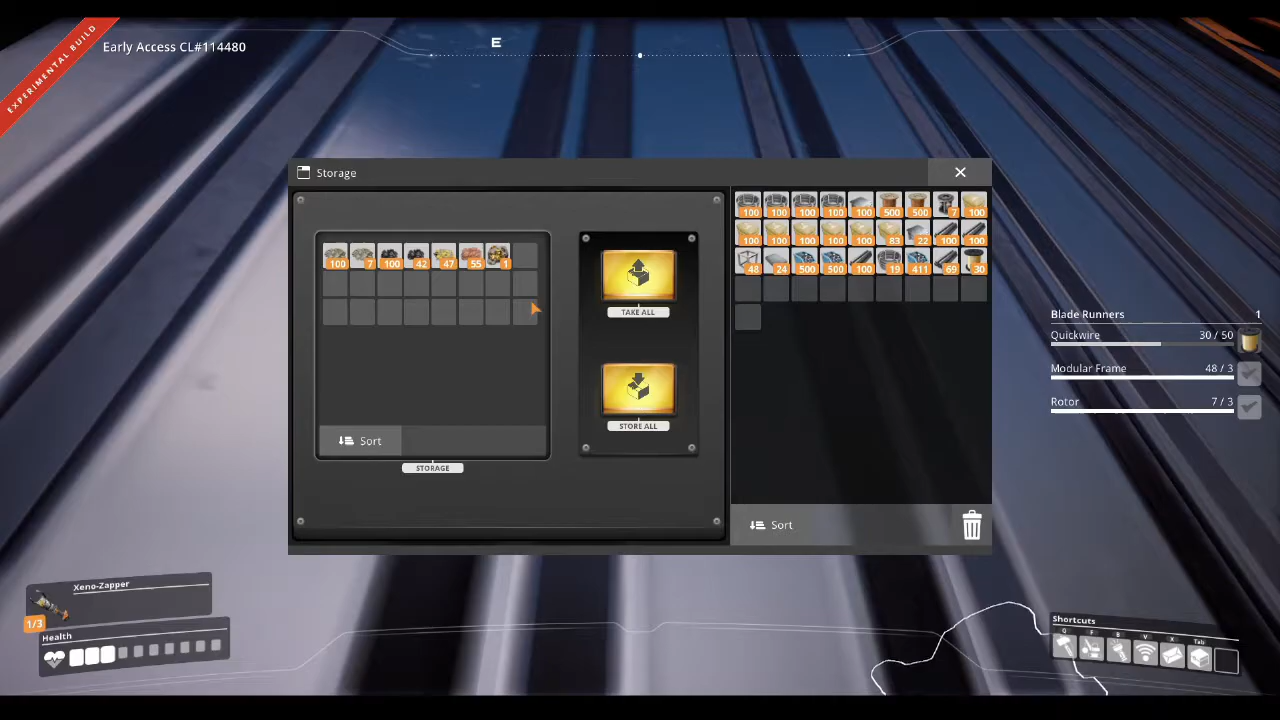 EXPERIMENTAL BUILD
Early Access CL#114480
E
Storage
100 7 100 42 47 55 1
Sort
STORAGE
TAKE ALL
STORE ALL
100 100 100 100 100 500 500 7 100
100 100 100 100 100 83 22 100 100
48 24 500 500 100 19 411 69 30
Sort
Blade Runners 1
Quickwire 30 / 50
Modular Frame 48 / 3
Rotor 7 / 3
Xeno-Zapper
1/3
Health
Shortcuts
Q F B V X Tab